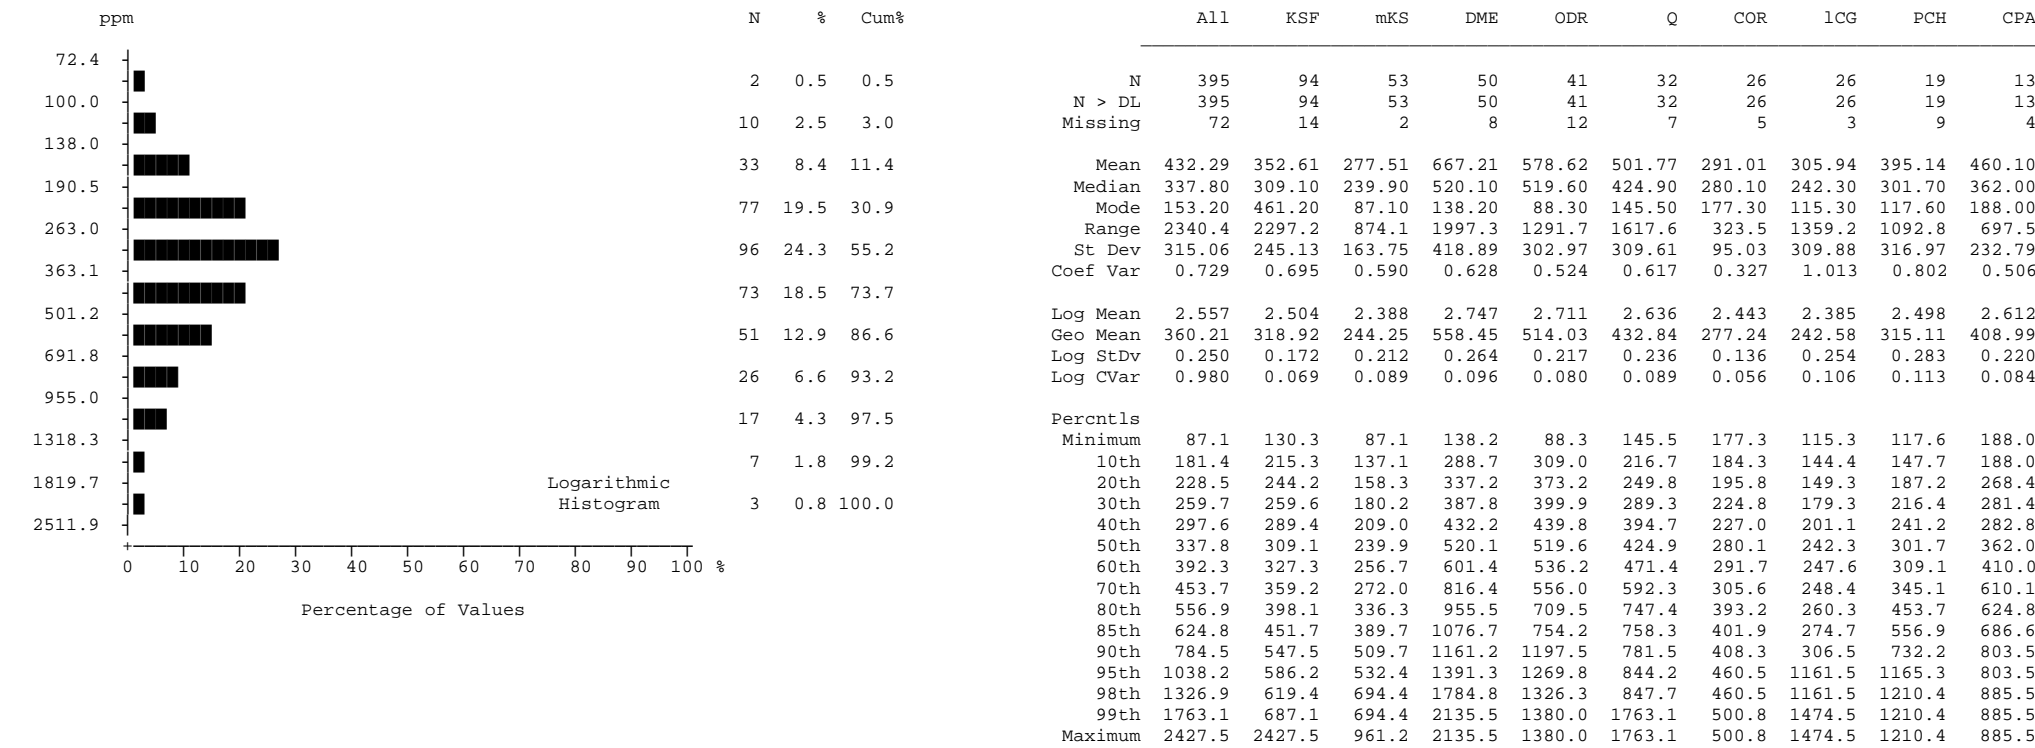 ppm N % Cum% All KSF mKS DME ODR Q COR lCG PCH CPA
72.4
2 0.5 0.5 N 395 94 53 50 41 32 26 26 19 13
100.0 N > DL 395 94 53 50 41 32 26 26 19 13
10 2.5 3.0 Missing 72 14 2 8 12 7 5 3 9 4
138.0
33 8.4 11.4 Mean 432.29 352.61 277.51 667.21 578.62 501.77 291.01 305.94 395.14 460.10
190.5 Median 337.80 309.10 239.90 520.10 519.60 424.90 280.10 242.30 301.70 362.00
77 19.5 30.9 Mode 153.20 461.20 87.10 138.20 88.30 145.50 177.30 115.30 117.60 188.00
263.0 Range 2340.4 2297.2 874.1 1997.3 1291.7 1617.6 323.5 1359.2 1092.8 697.5
96 24.3 55.2 St Dev 315.06 245.13 163.75 418.89 302.97 309.61 95.03 309.88 316.97 232.79
363.1 Coef Var 0.729 0.695 0.590 0.628 0.524 0.617 0.327 1.013 0.802 0.506
73 18.5 73.7
501.2 Log Mean 2.557 2.504 2.388 2.747 2.711 2.636 2.443 2.385 2.498 2.612
51 12.9 86.6 Geo Mean 360.21 318.92 244.25 558.45 514.03 432.84 277.24 242.58 315.11 408.99
691.8 Log StDv 0.250 0.172 0.212 0.264 0.217 0.236 0.136 0.254 0.283 0.220
26 6.6 93.2 Log CVar 0.980 0.069 0.089 0.096 0.080 0.089 0.056 0.106 0.113 0.084
955.0
17 4.3 97.5 Percntls
1318.3 Minimum 87.1 130.3 87.1 138.2 88.3 145.5 177.3 115.3 117.6 188.0
7 1.8 99.2 10th 181.4 215.3 137.1 288.7 309.0 216.7 184.3 144.4 147.7 188.0
1819.7 Logarithmic 20th 228.5 244.2 158.3 337.2 373.2 249.8 195.8 149.3 187.2 268.4
Histogram 3 0.8 100.0 30th 259.7 259.6 180.2 387.8 399.9 289.3 224.8 179.3 216.4 281.4
2511.9 40th 297.6 289.4 209.0 432.2 439.8 394.7 227.0 201.1 241.2 282.8
50th 337.8 309.1 239.9 520.1 519.6 424.9 280.1 242.3 301.7 362.0
0 10 20 30 40 50 60 70 80 90 100 % 60th 392.3 327.3 256.7 601.4 536.2 471.4 291.7 247.6 309.1 410.0
70th 453.7 359.2 272.0 816.4 556.0 592.3 305.6 248.4 345.1 610.1
Percentage of Values 80th 556.9 398.1 336.3 955.5 709.5 747.4 393.2 260.3 453.7 624.8
85th 624.8 451.7 389.7 1076.7 754.2 758.3 401.9 274.7 556.9 686.6
90th 784.5 547.5 509.7 1161.2 1197.5 781.5 408.3 306.5 732.2 803.5
95th 1038.2 586.2 532.4 1391.3 1269.8 844.2 460.5 1161.5 1165.3 803.5
98th 1326.9 619.4 694.4 1784.8 1326.3 847.7 460.5 1161.5 1210.4 885.5
99th 1763.1 687.1 694.4 2135.5 1380.0 1763.1 500.8 1474.5 1210.4 885.5
Maximum 2427.5 2427.5 961.2 2135.5 1380.0 1763.1 500.8 1474.5 1210.4 885.5